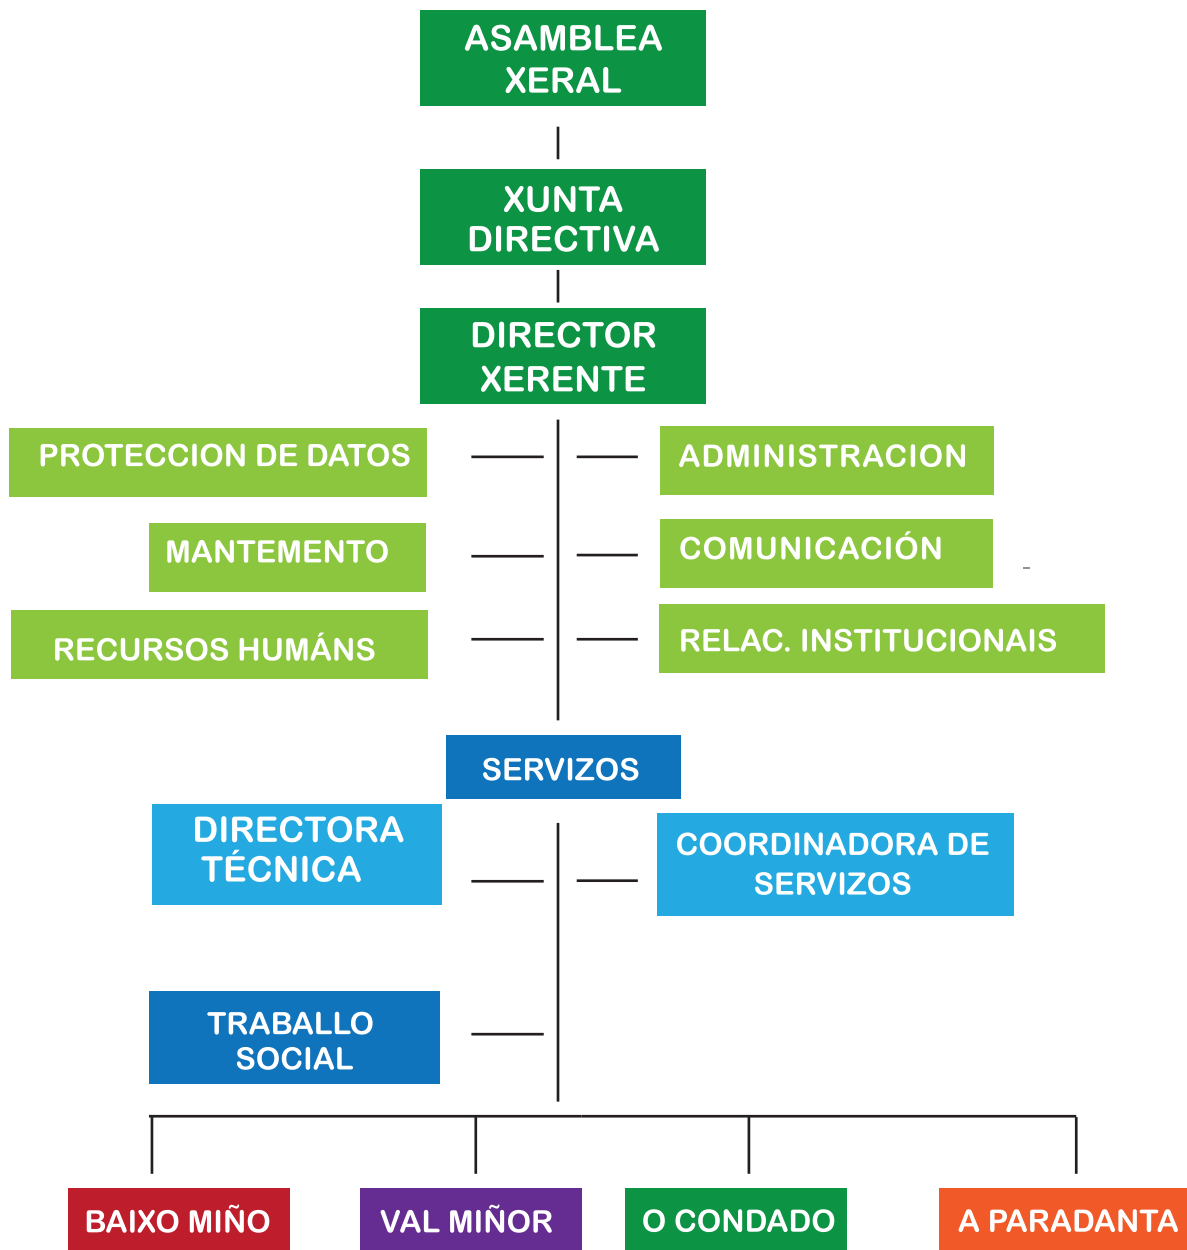 ASAMBLEA
XERAL
XUNTA
DIRECTIVA
DIRECTOR
XERENTE
PROTECCION DE DATOS
ADMINISTRACION
MANTEMENTO
COMUNICACIÓN
RECURSOS HUMÁNS
RELAC. INSTITUCIONAIS
SERVIZOS
DIRECTORA
TÉCNICA
COORDINADORA DE
SERVIZOS
TRABALLO
SOCIAL
BAIXO MIÑO
VAL MIÑOR
O CONDADO
A PARADANTA